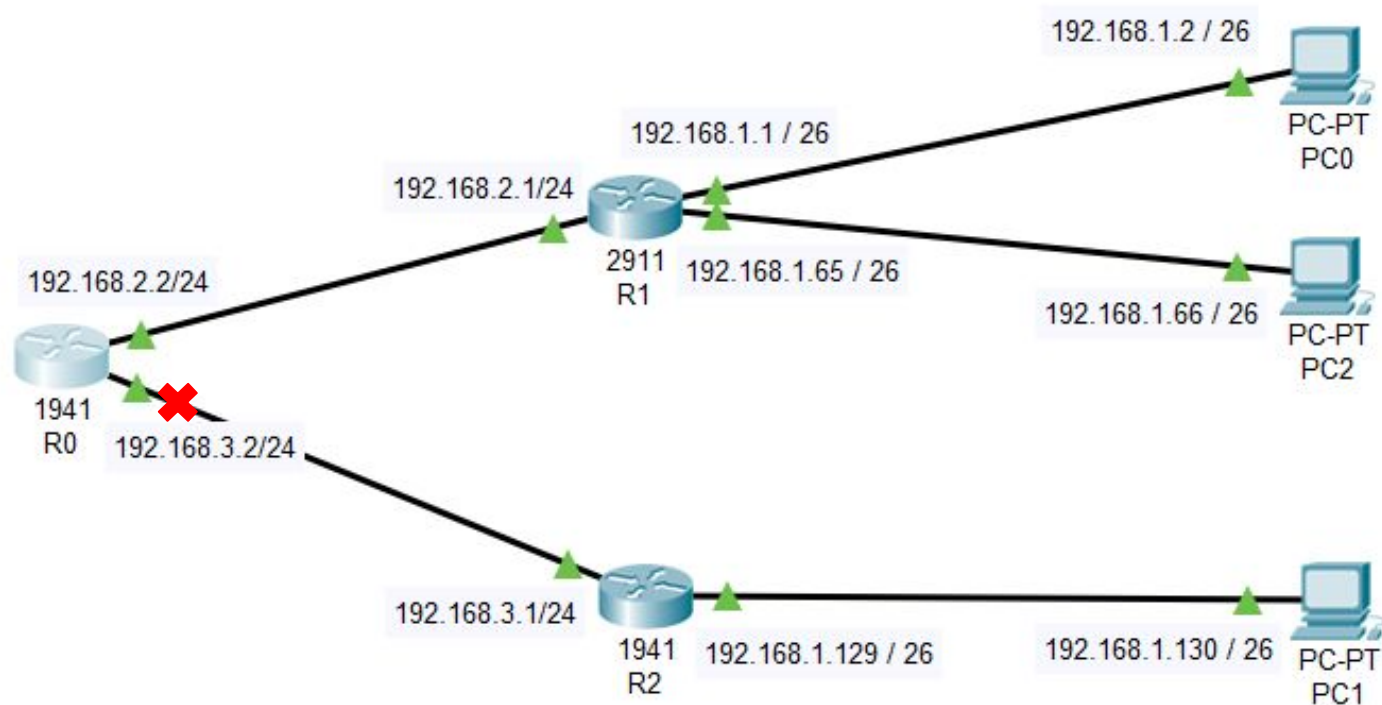 192.168.1.2 / 26
PC-PT
PC0
192.168.1.1 / 26
192.168.2.1/24
2911
R1
192.168.1.65 / 26
192.168.1.66 / 26
PC-PT
PC2
192.168.2.2/24
1941
R0
192.168.3.2/24
192.168.3.1/24
1941
R2
192.168.1.129 / 26
192.168.1.130 / 26
PC-PT
PC1